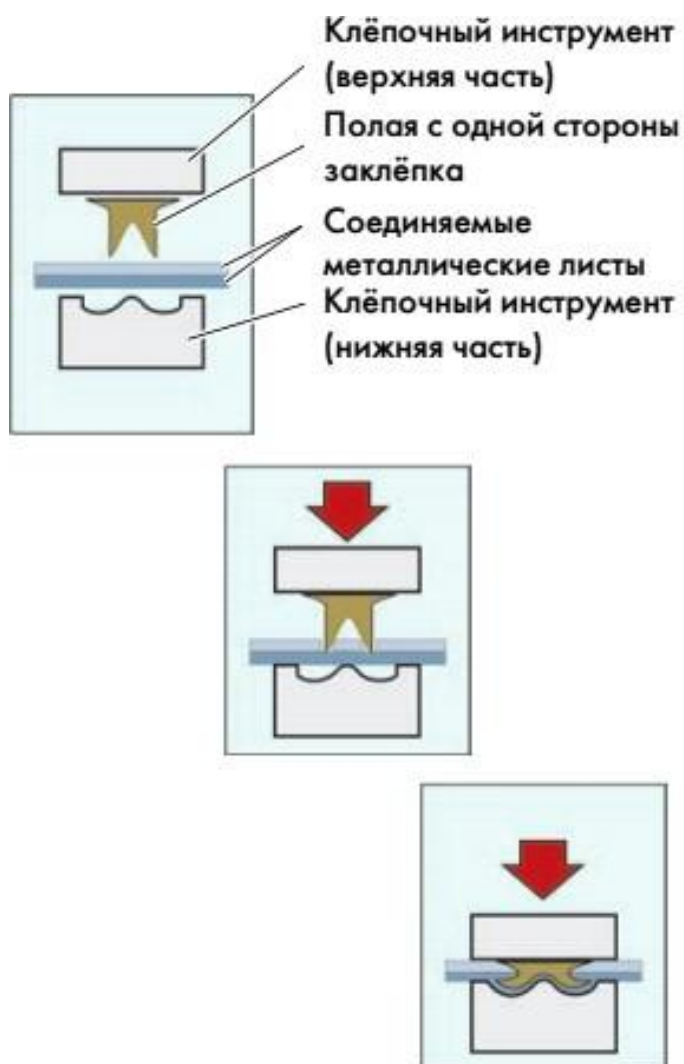 Клёпочный инструмент
(верхняя часть)
Полая с одной стороны
заклёпка
Соединяемые
металлические листы
Клёпочный инструмент
(нижняя часть)